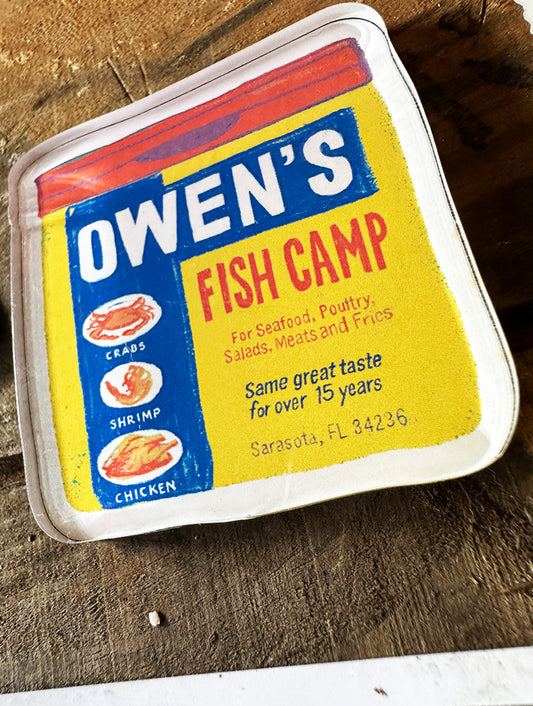 OWEN'S
FISH CAMP
For Seafood, Poultry,
Salads, Meats and Fries
Same great taste
for over 15 years
Sarasota, FL 34236
CRABS
SHRIMP
CHICKEN